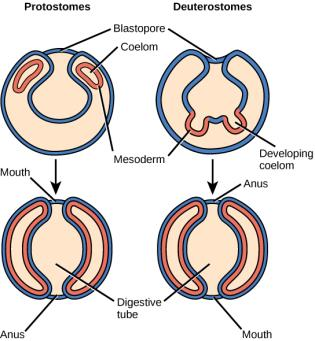 Protostomes
Deuterostomes
Blastopore
Coelom
Mesoderm
Developing
coelom
Mouth
Anus
Digestive
tube
Anus
Mouth